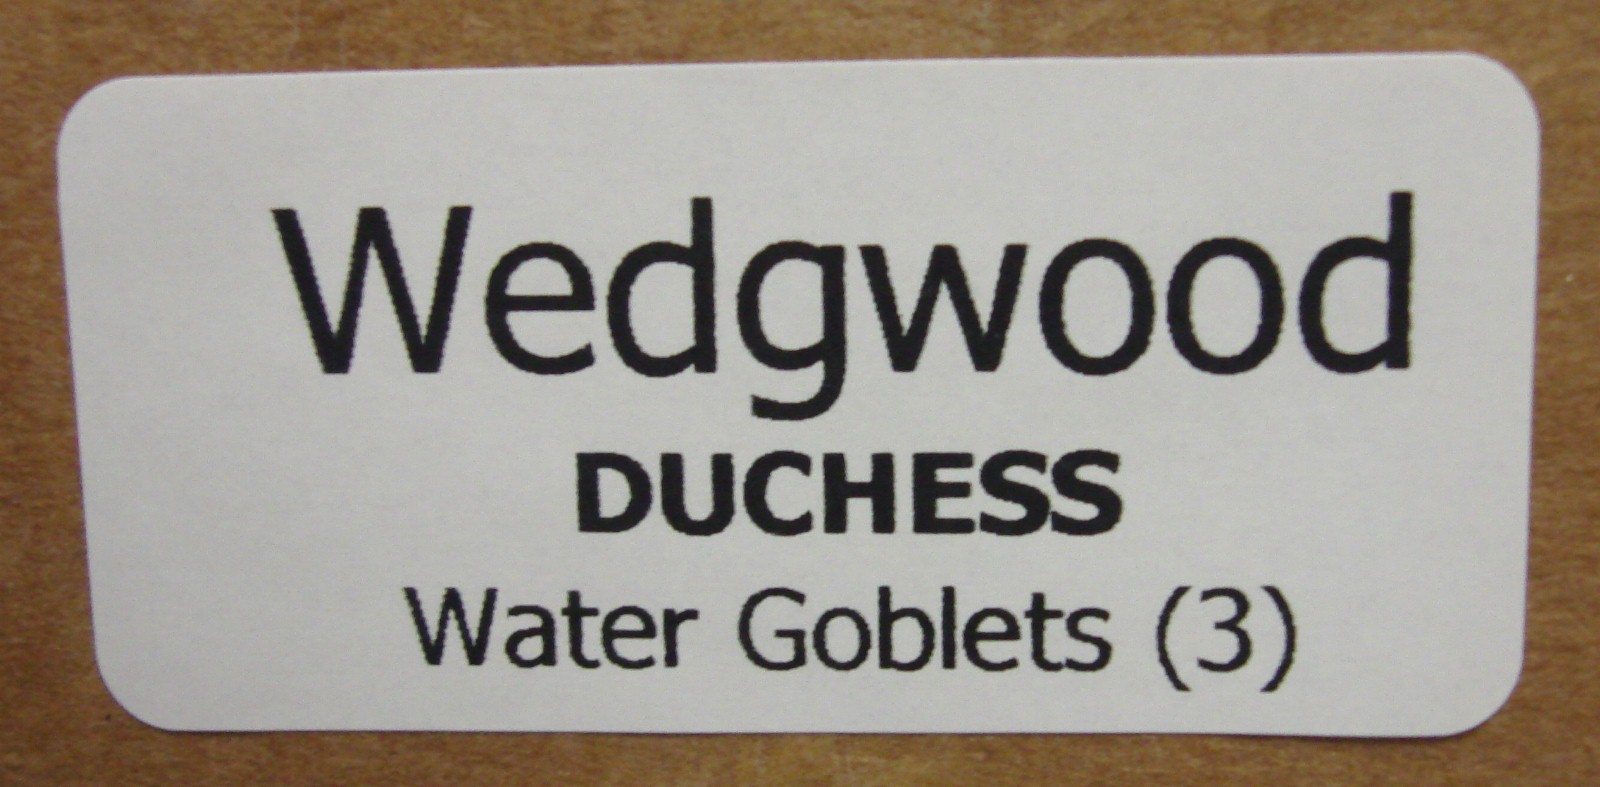 Wedgwood
DUCHESS
Water Goblets (3)